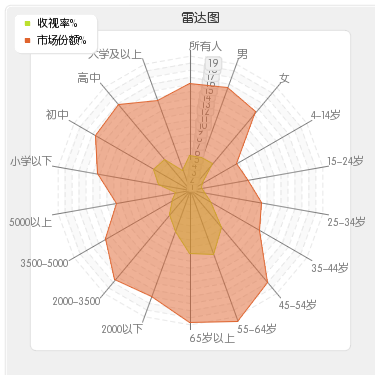 雷达图
收视率%
市场份额%
所有人
男
女
4-14岁
15-24岁
25-34岁
35-44岁
45-54岁
55-64岁
65岁以上
2000以下
2000-3500
3500-5000
5000以上
小学以下
初中
高中
大学及以上
19